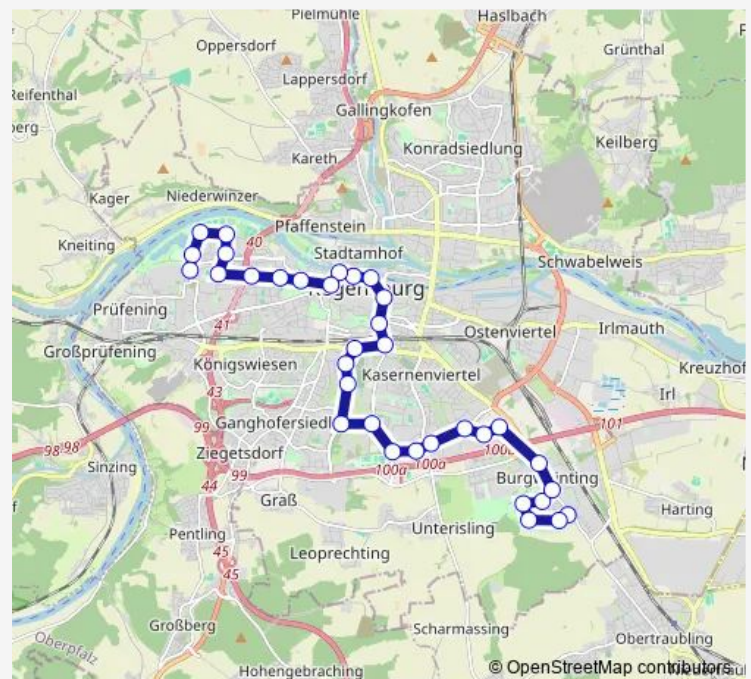 Pielmühle
Haslbach
Oppersdorf
Grünthal
Lappersdorf
Reifenthal
Gallingkofen
berg
Konradsiedlung
Keilberg
Kareth
Kager
Niederwinzer
Pfaffenstein
40
Kneiting
Stadtamhof
Schwabelweis
Prüfening
41
Ostenviertel
Irlmauth
Großprüfening
Königswiesen
Kasernenviertel
Kreuzhof
43
Irl
Ganghofersiedl
101
99
98 98
Ziegetsdorf
Sinzing
99
100a
100a
44
Graß
Harting
Pentling
Unterisling
Leoprechting
45
45
Großberg
Scharmassing
Obertraubling
Oberpfalz
Hohengebraching
© OpenStreetMap contributors